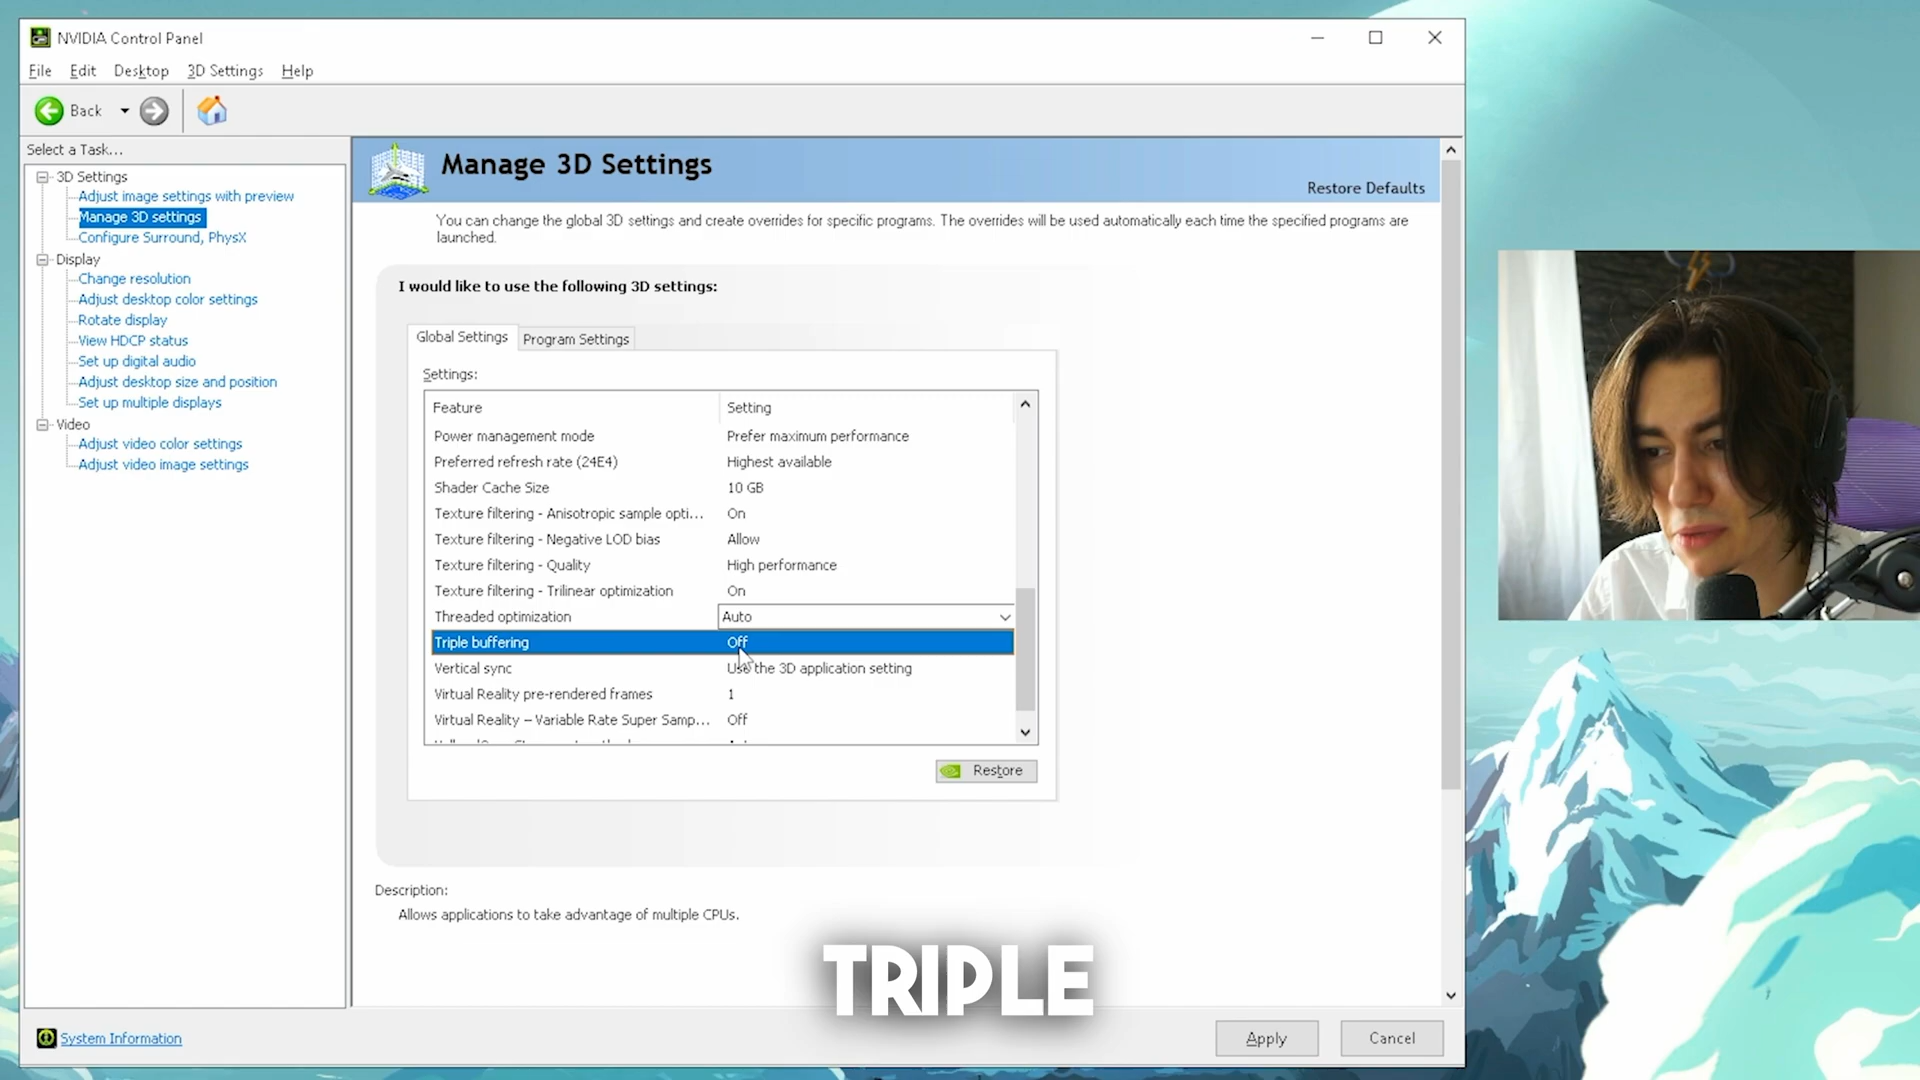 NVIDIA Control Panel
File Edit Desktop 3D Settings Help
Back
Select a Task...
3D Settings
Adjust image settings with preview
Manage 3D settings
Configure Surround, PhysX
Display
Change resolution
Adjust desktop color settings
Rotate display
View HDCP status
Set up digital audio
Adjust desktop size and position
Set up multiple displays
Video
Adjust video color settings
Adjust video image settings
Manage 3D Settings
Restore Defaults
You can change the global 3D settings and create overrides for specific programs. The overrides will be used automatically each time the specified programs are
launched.
I would like to use the following 3D settings:
Global Settings Program Settings
Settings:
Feature Setting
Power management mode Prefer maximum performance
Preferred refresh rate (24E4) Highest available
Shader Cache Size 10 GB
Texture filtering - Anisotropic sample opti... On
Texture filtering - Negative LOD bias Allow
Texture filtering - Quality High performance
Texture filtering - Trilinear optimization On
Threaded optimization Auto
Triple buffering Off
Vertical sync Use the 3D application setting
Virtual Reality pre-rendered frames 1
Virtual Reality – Variable Rate Super Samp... Off
Restore
Description:
Allows applications to take advantage of multiple CPUs.
TRIPLE
System Information
Apply Cancel